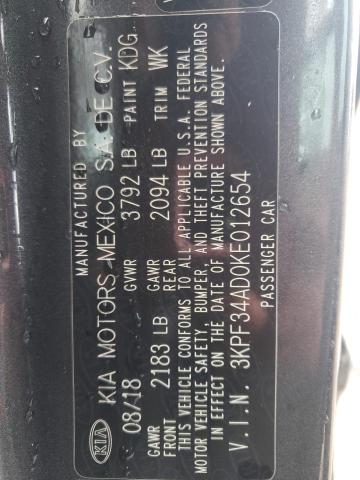 MANUFACTURED BY
KIA KIA MOTORS MEXICO S.A. DE C.V.
08/18 GVWR 3792 LB PAINT KDG
GAWR FRONT 2183 LB GAWR REAR 2094 LB TRIM WK
THIS VEHICLE CONFORMS TO ALL APPLICABLE U.S.A. FEDERAL
MOTOR VEHICLE SAFETY, BUMPER, AND THEFT PREVENTION STANDARDS
IN EFFECT ON THE DATE OF MANUFACTURE SHOWN ABOVE.
V.I.N. 3KPF34AD0KE012654
PASSENGER CAR